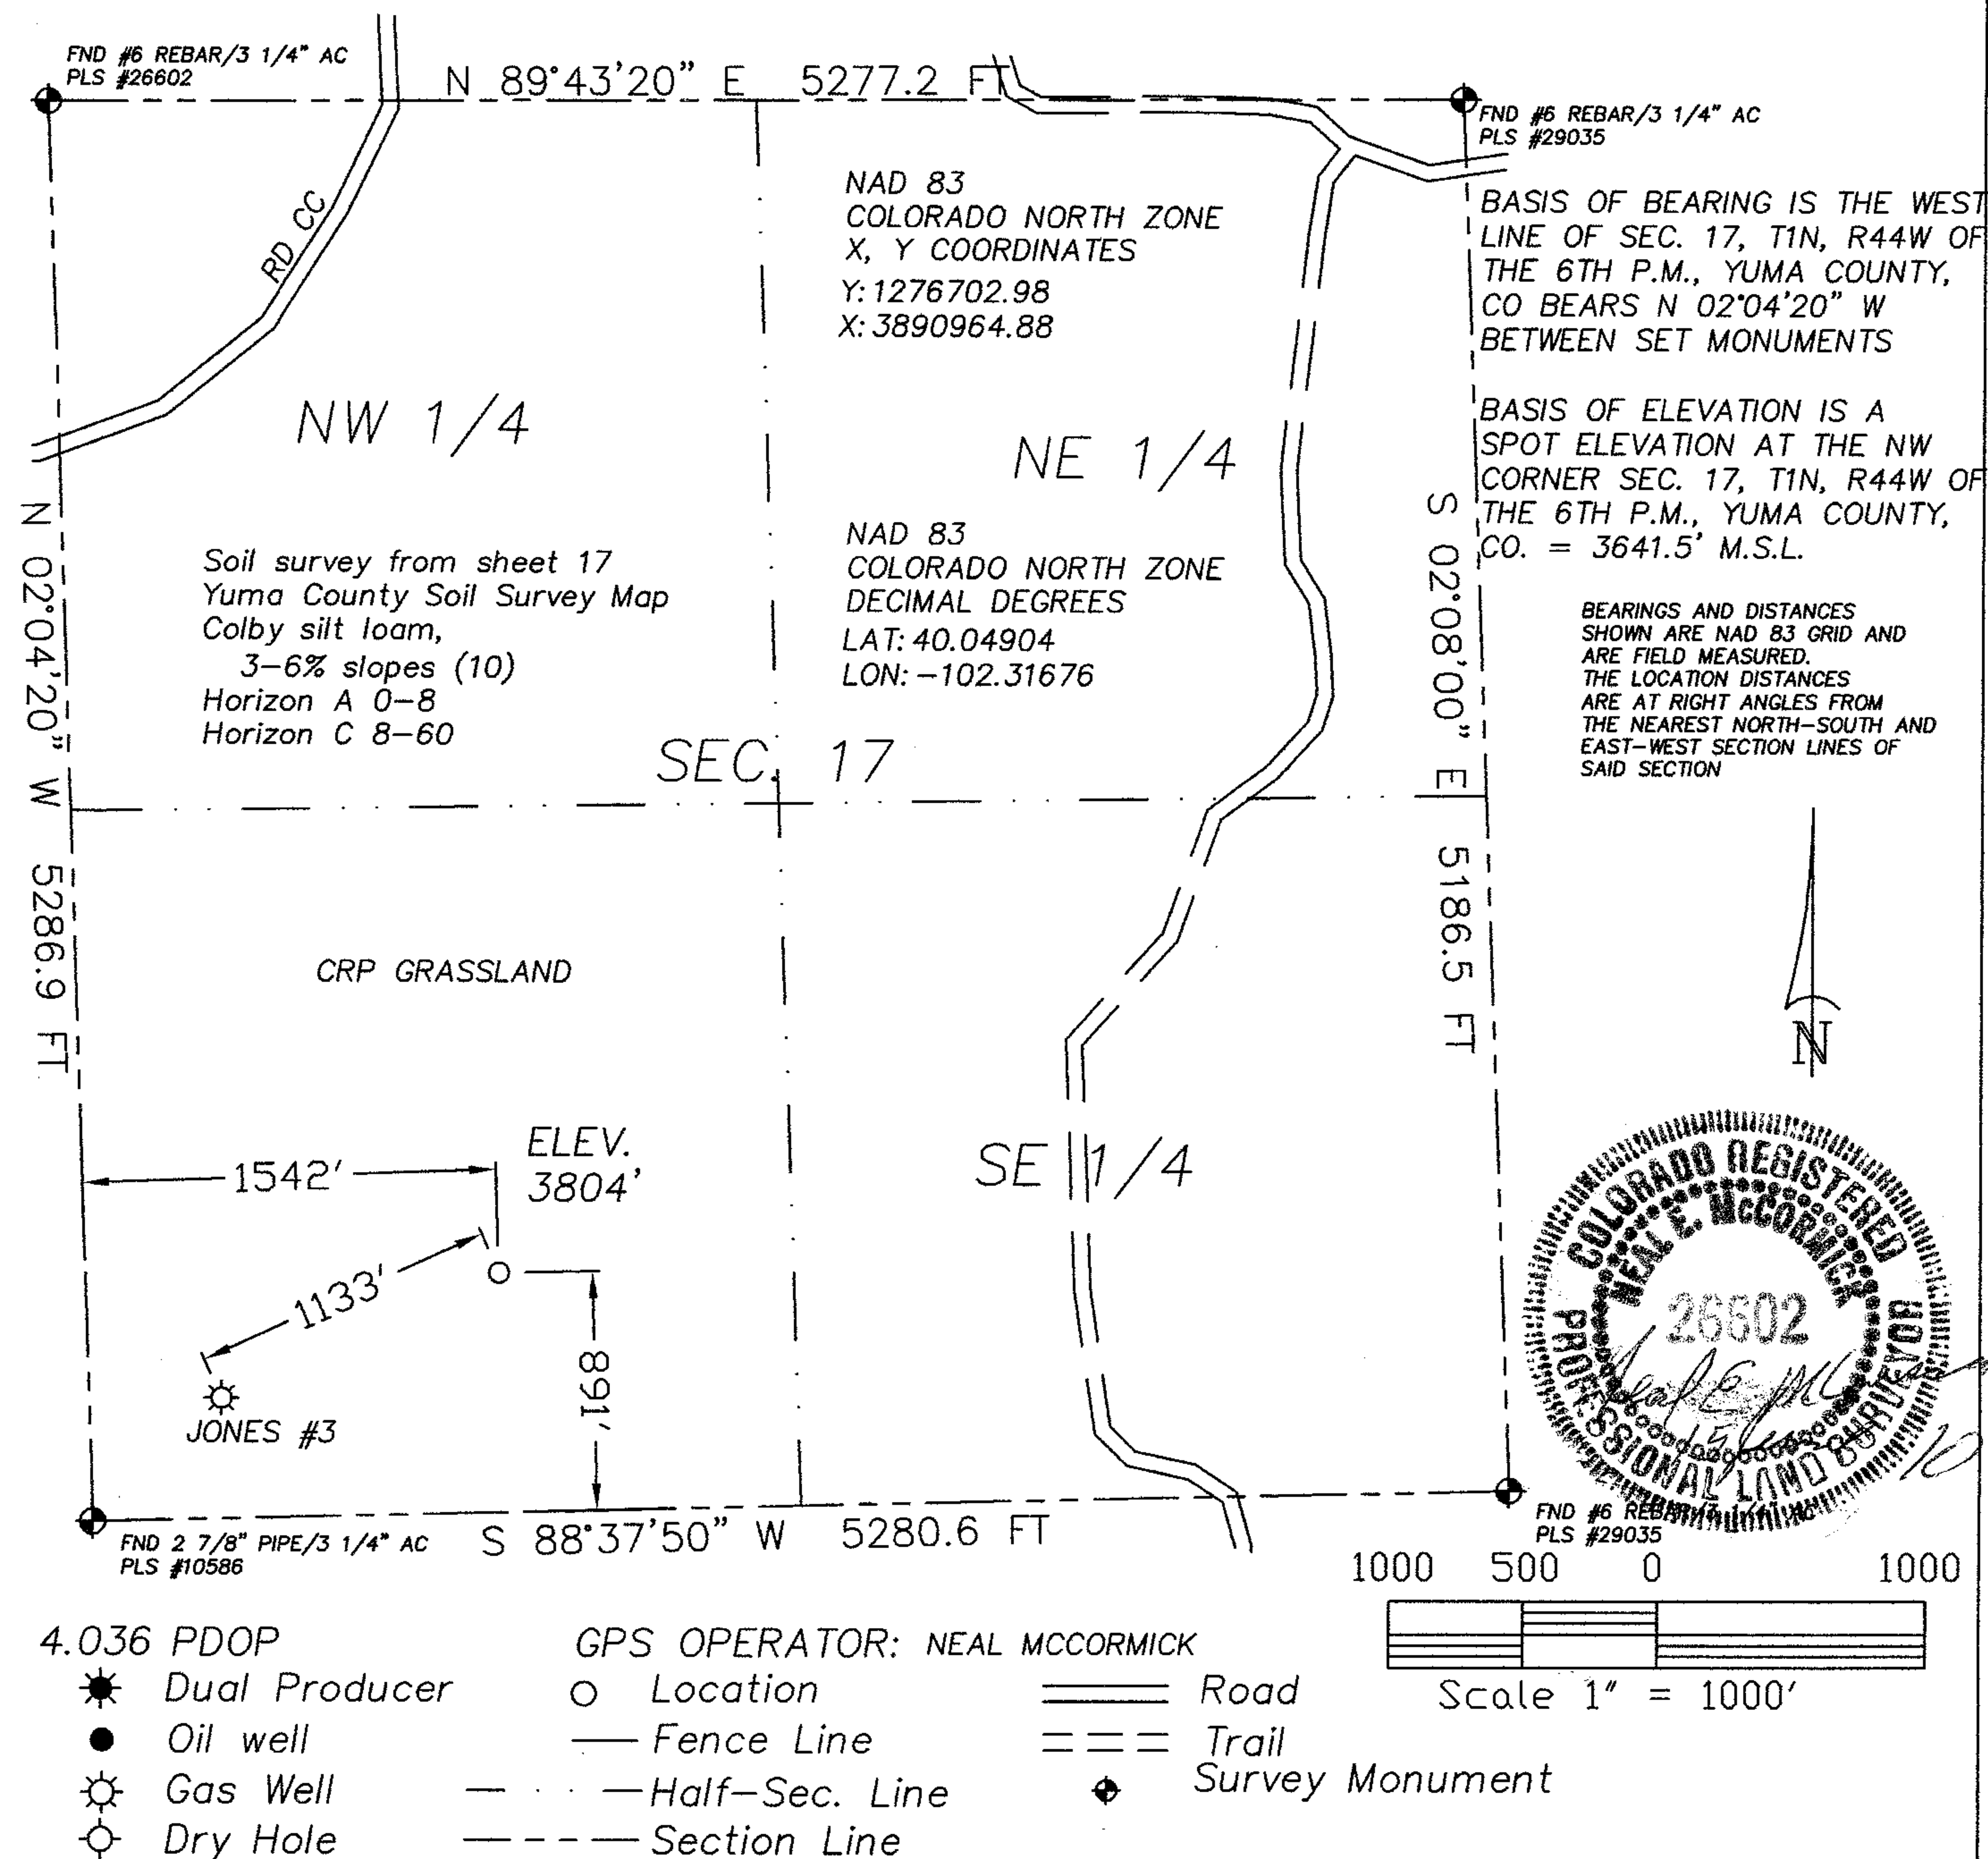 FND #6 REBAR/3 1/4" AC
PLS #26602
N 89°43'20" E 5277.2 FT
FND #6 REBAR/3 1/4" AC
PLS #29035
RD CC
NAD 83
COLORADO NORTH ZONE
X, Y COORDINATES
Y: 1276702.98
X: 3890964.88
BASIS OF BEARING IS THE WEST
LINE OF SEC. 17, T1N, R44W OF
THE 6TH P.M., YUMA COUNTY,
CO BEARS N 02°04'20" W
BETWEEN SET MONUMENTS
BASIS OF ELEVATION IS A
SPOT ELEVATION AT THE NW
CORNER SEC. 17, T1N, R44W OF
THE 6TH P.M., YUMA COUNTY,
CO. = 3641.5' M.S.L.
NW 1/4
NE 1/4
N 02°04'20" W 5286.9 FT
Soil survey from sheet 17
Yuma County Soil Survey Map
Colby silt loam,
3-6% slopes (10)
Horizon A 0-8
Horizon C 8-60
NAD 83
COLORADO NORTH ZONE
DECIMAL DEGREES
LAT: 40.04904
LON: -102.31676
S 02°08'00" E 5186.5 FT
BEARINGS AND DISTANCES
SHOWN ARE NAD 83 GRID AND
ARE FIELD MEASURED.
THE LOCATION DISTANCES
ARE AT RIGHT ANGLES FROM
THE NEAREST NORTH-SOUTH AND
EAST-WEST SECTION LINES OF
SAID SECTION
SEC. 17
CRP GRASSLAND
N
1542'
ELEV.
3804'
SE 1/4
1133'
891'
JONES #3
COLORADO REGISTERED
NEAL E. McCORMICK
26602
PROFESSIONAL LAND SURVEYOR
FND 2 7/8" PIPE/3 1/4" AC
PLS #10586
S 88°37'50" W 5280.6 FT
FND #6 REBAR/3 1/4" AC
PLS #29035
1000 500 0 1000
Scale 1" = 1000'
4.036 PDOP
GPS OPERATOR: NEAL MCCORMICK
Dual Producer
Location
Road
Oil well
Fence Line
Trail
Gas Well
Half-Sec. Line
Survey Monument
Dry Hole
Section Line